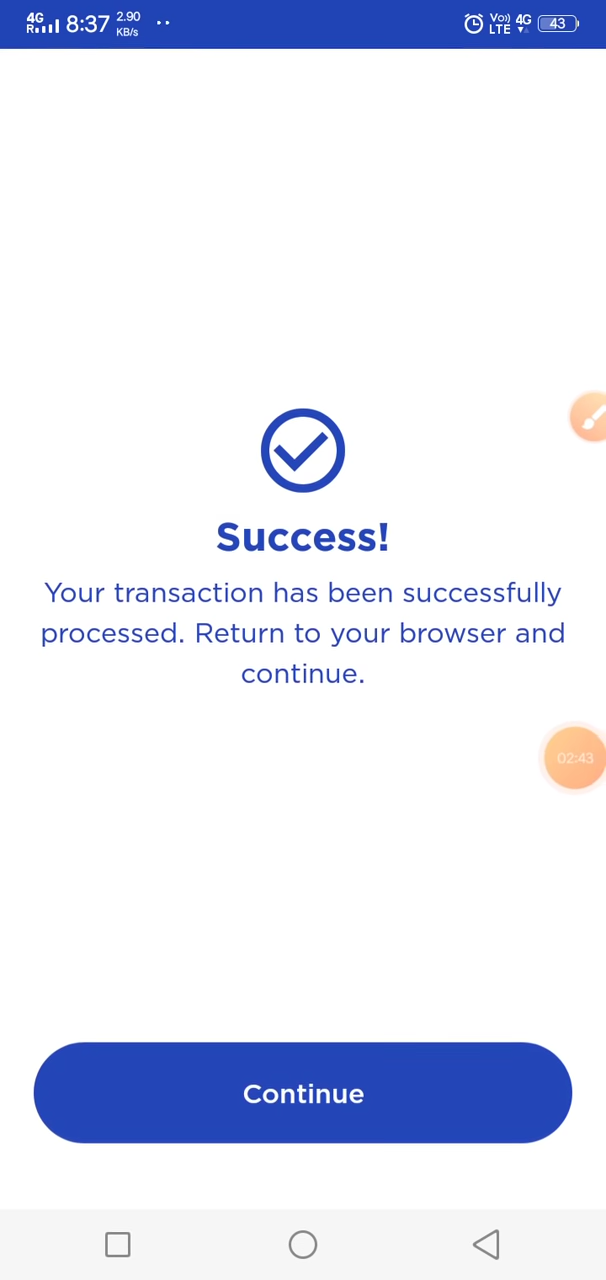 4G 8:37 2.90 Vo)) 4G 43
R KB/s LTE
Success!
Your transaction has been successfully
processed. Return to your browser and
continue.
02:43
Continue